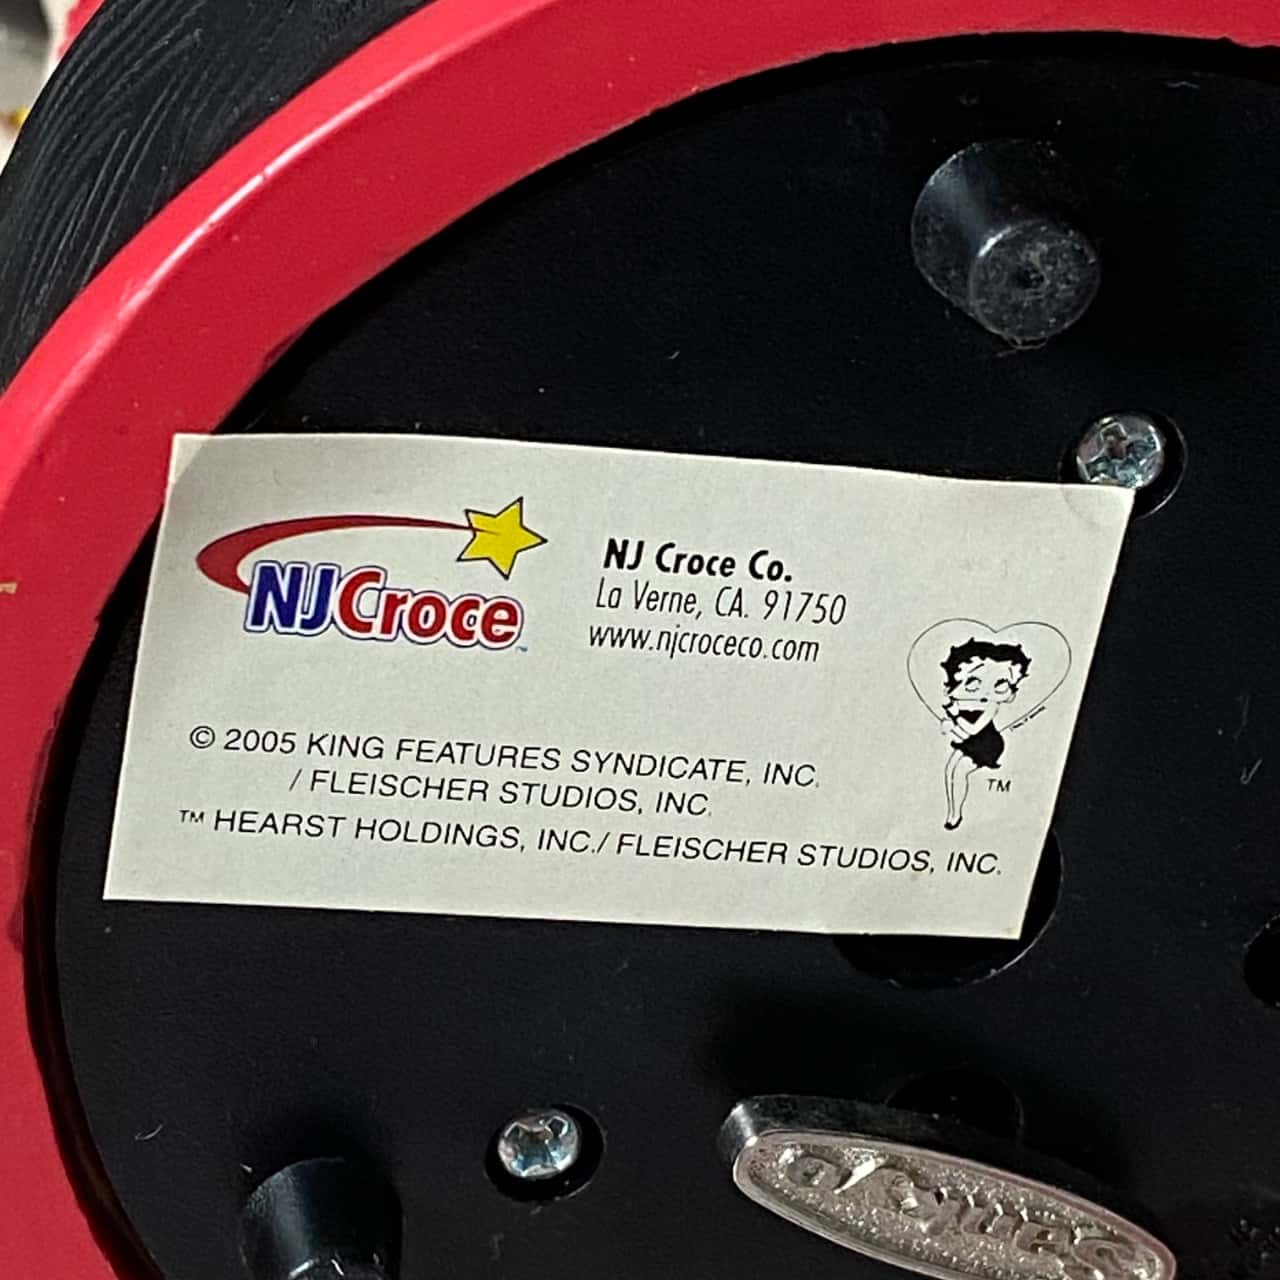 NJCroce
NJ Croce Co.
La Verne, CA. 91750
www.njcroceco.com
TM
© 2005 KING FEATURES SYNDICATE, INC.
/ FLEISCHER STUDIOS, INC.
™ HEARST HOLDINGS, INC./ FLEISCHER STUDIOS, INC.
Sankyo